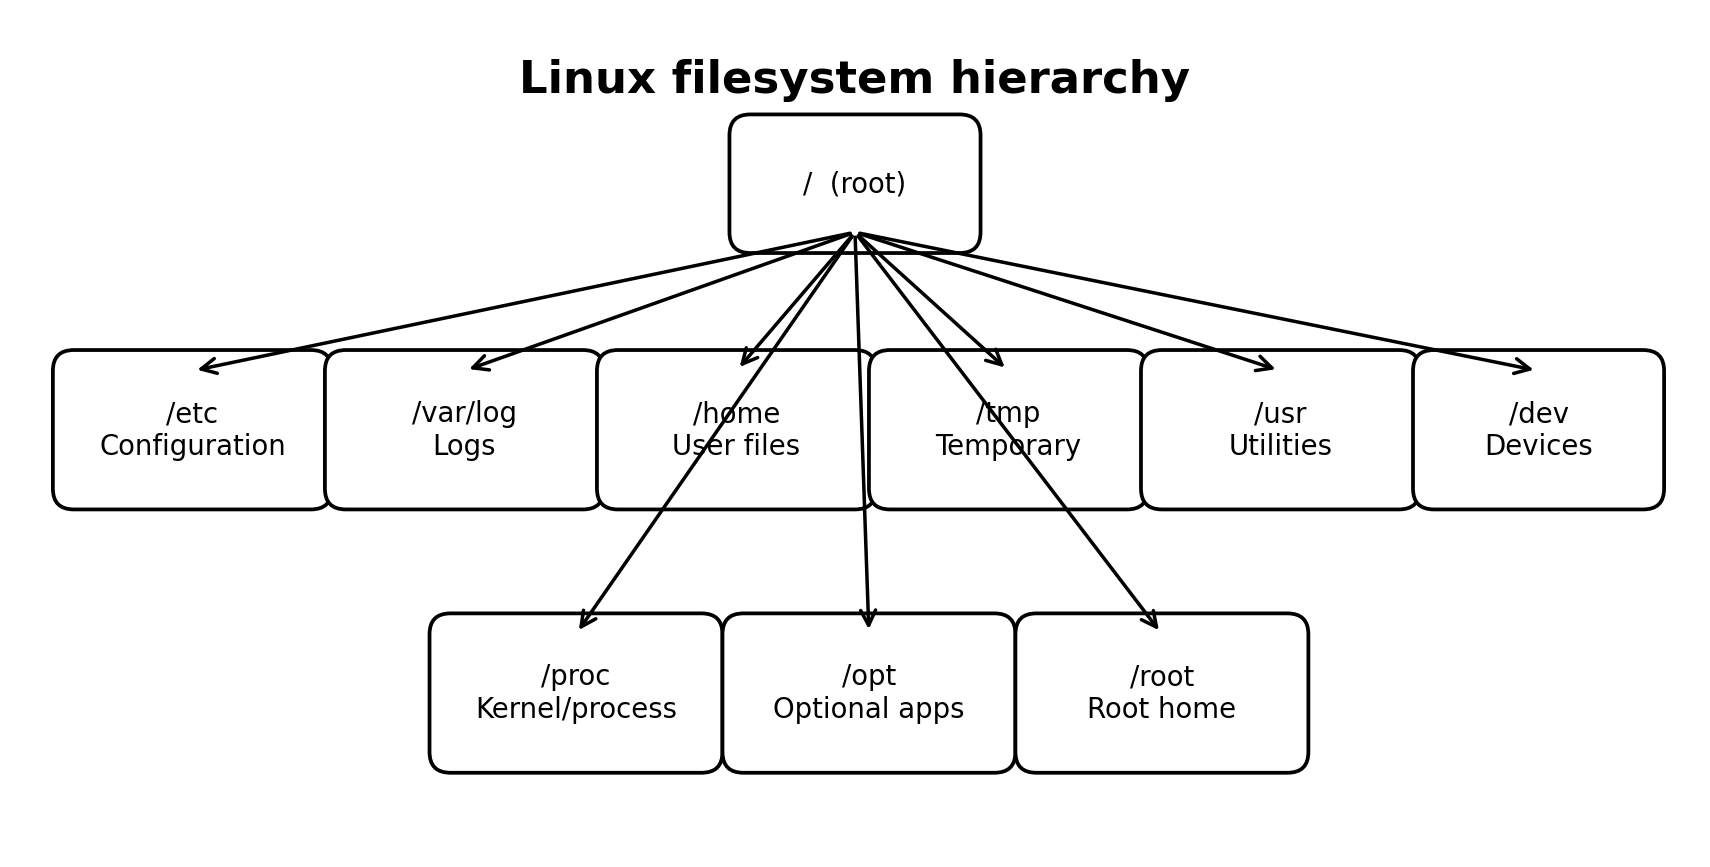 Linux filesystem hierarchy
/ (root)
/etc
Configuration
/var/log
Logs
/home
User files
/tmp
Temporary
/usr
Utilities
/dev
Devices
/proc
Kernel/process
/opt
Optional apps
/root
Root home